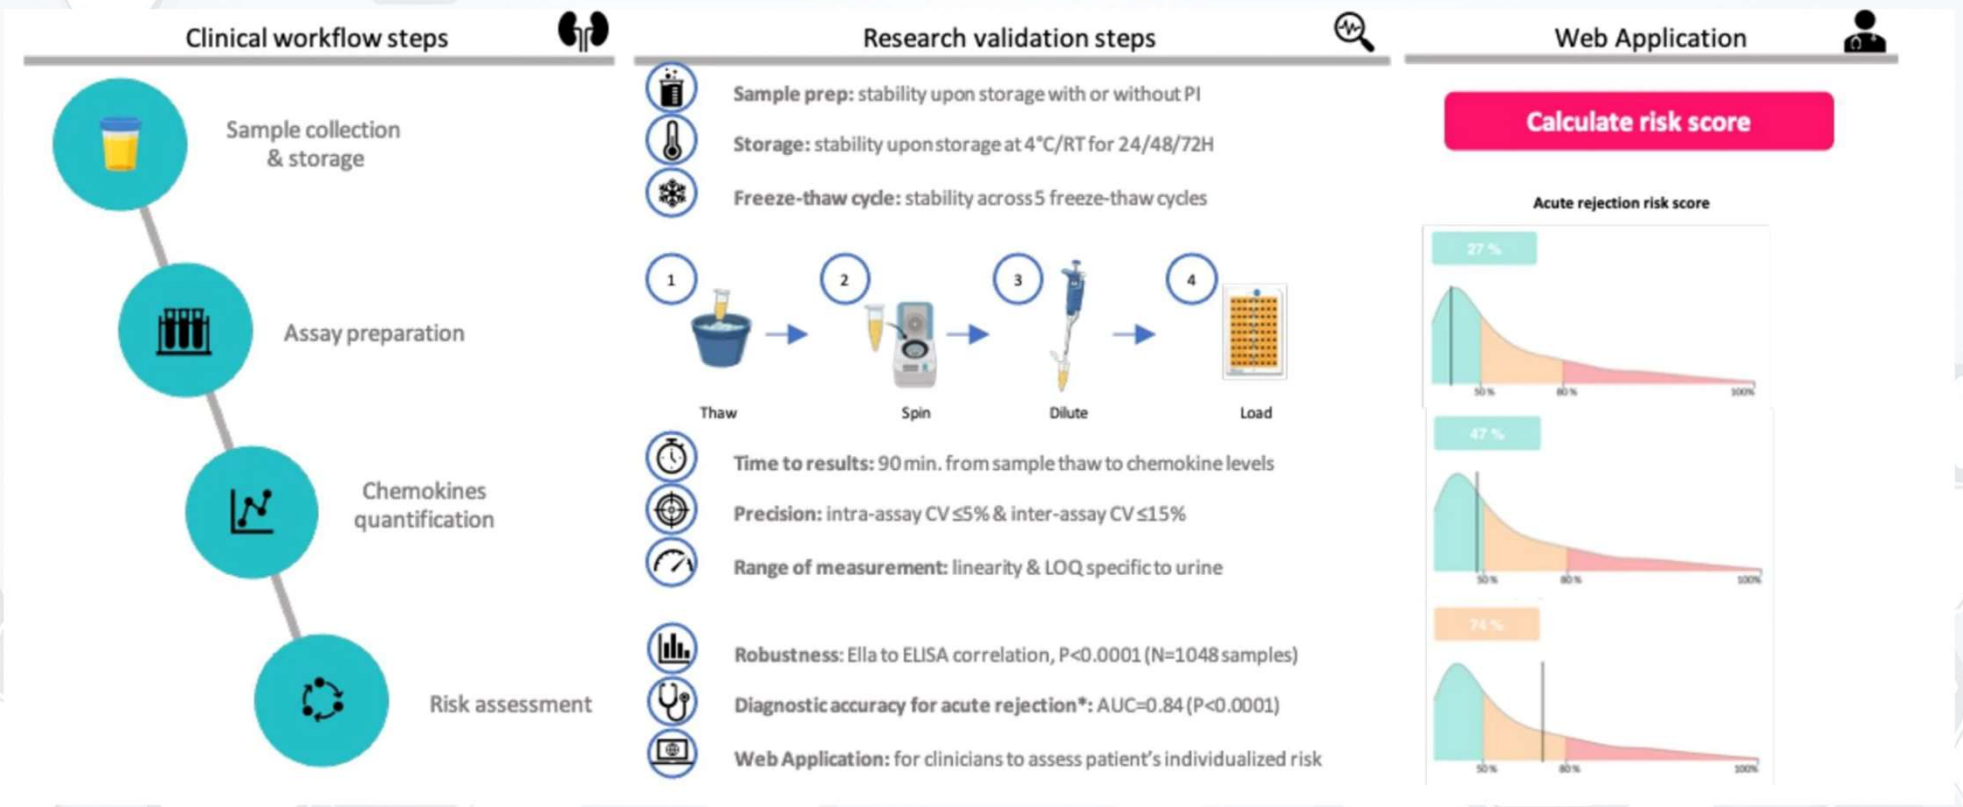 Clinical workflow steps
Sample collection
& storage
Assay preparation
Chemokines
quantification
Risk assessment
Research validation steps
Sample prep: stability upon storage with or without PI
Storage: stability upon storage at 4°C/RT for 24/48/72H
Freeze-thaw cycle: stability across 5 freeze-thaw cycles
1
2
3
4
Thaw
Spin
Dilute
Load
Time to results: 90 min. from sample thaw to chemokine levels
Precision: intra-assay CV ≤5% & inter-assay CV ≤15%
Range of measurement: linearity & LOQ specific to urine
Robustness: Ella to ELISA correlation, P<0.0001 (N=1048 samples)
Diagnostic accuracy for acute rejection*: AUC=0.84 (P<0.0001)
Web Application: for clinicians to assess patient's individualized risk
Web Application
Calculate risk score
Acute rejection risk score
27 %
50 % 80 % 100%
47 %
50 % 80 % 100%
74 %
50 % 80 % 100%